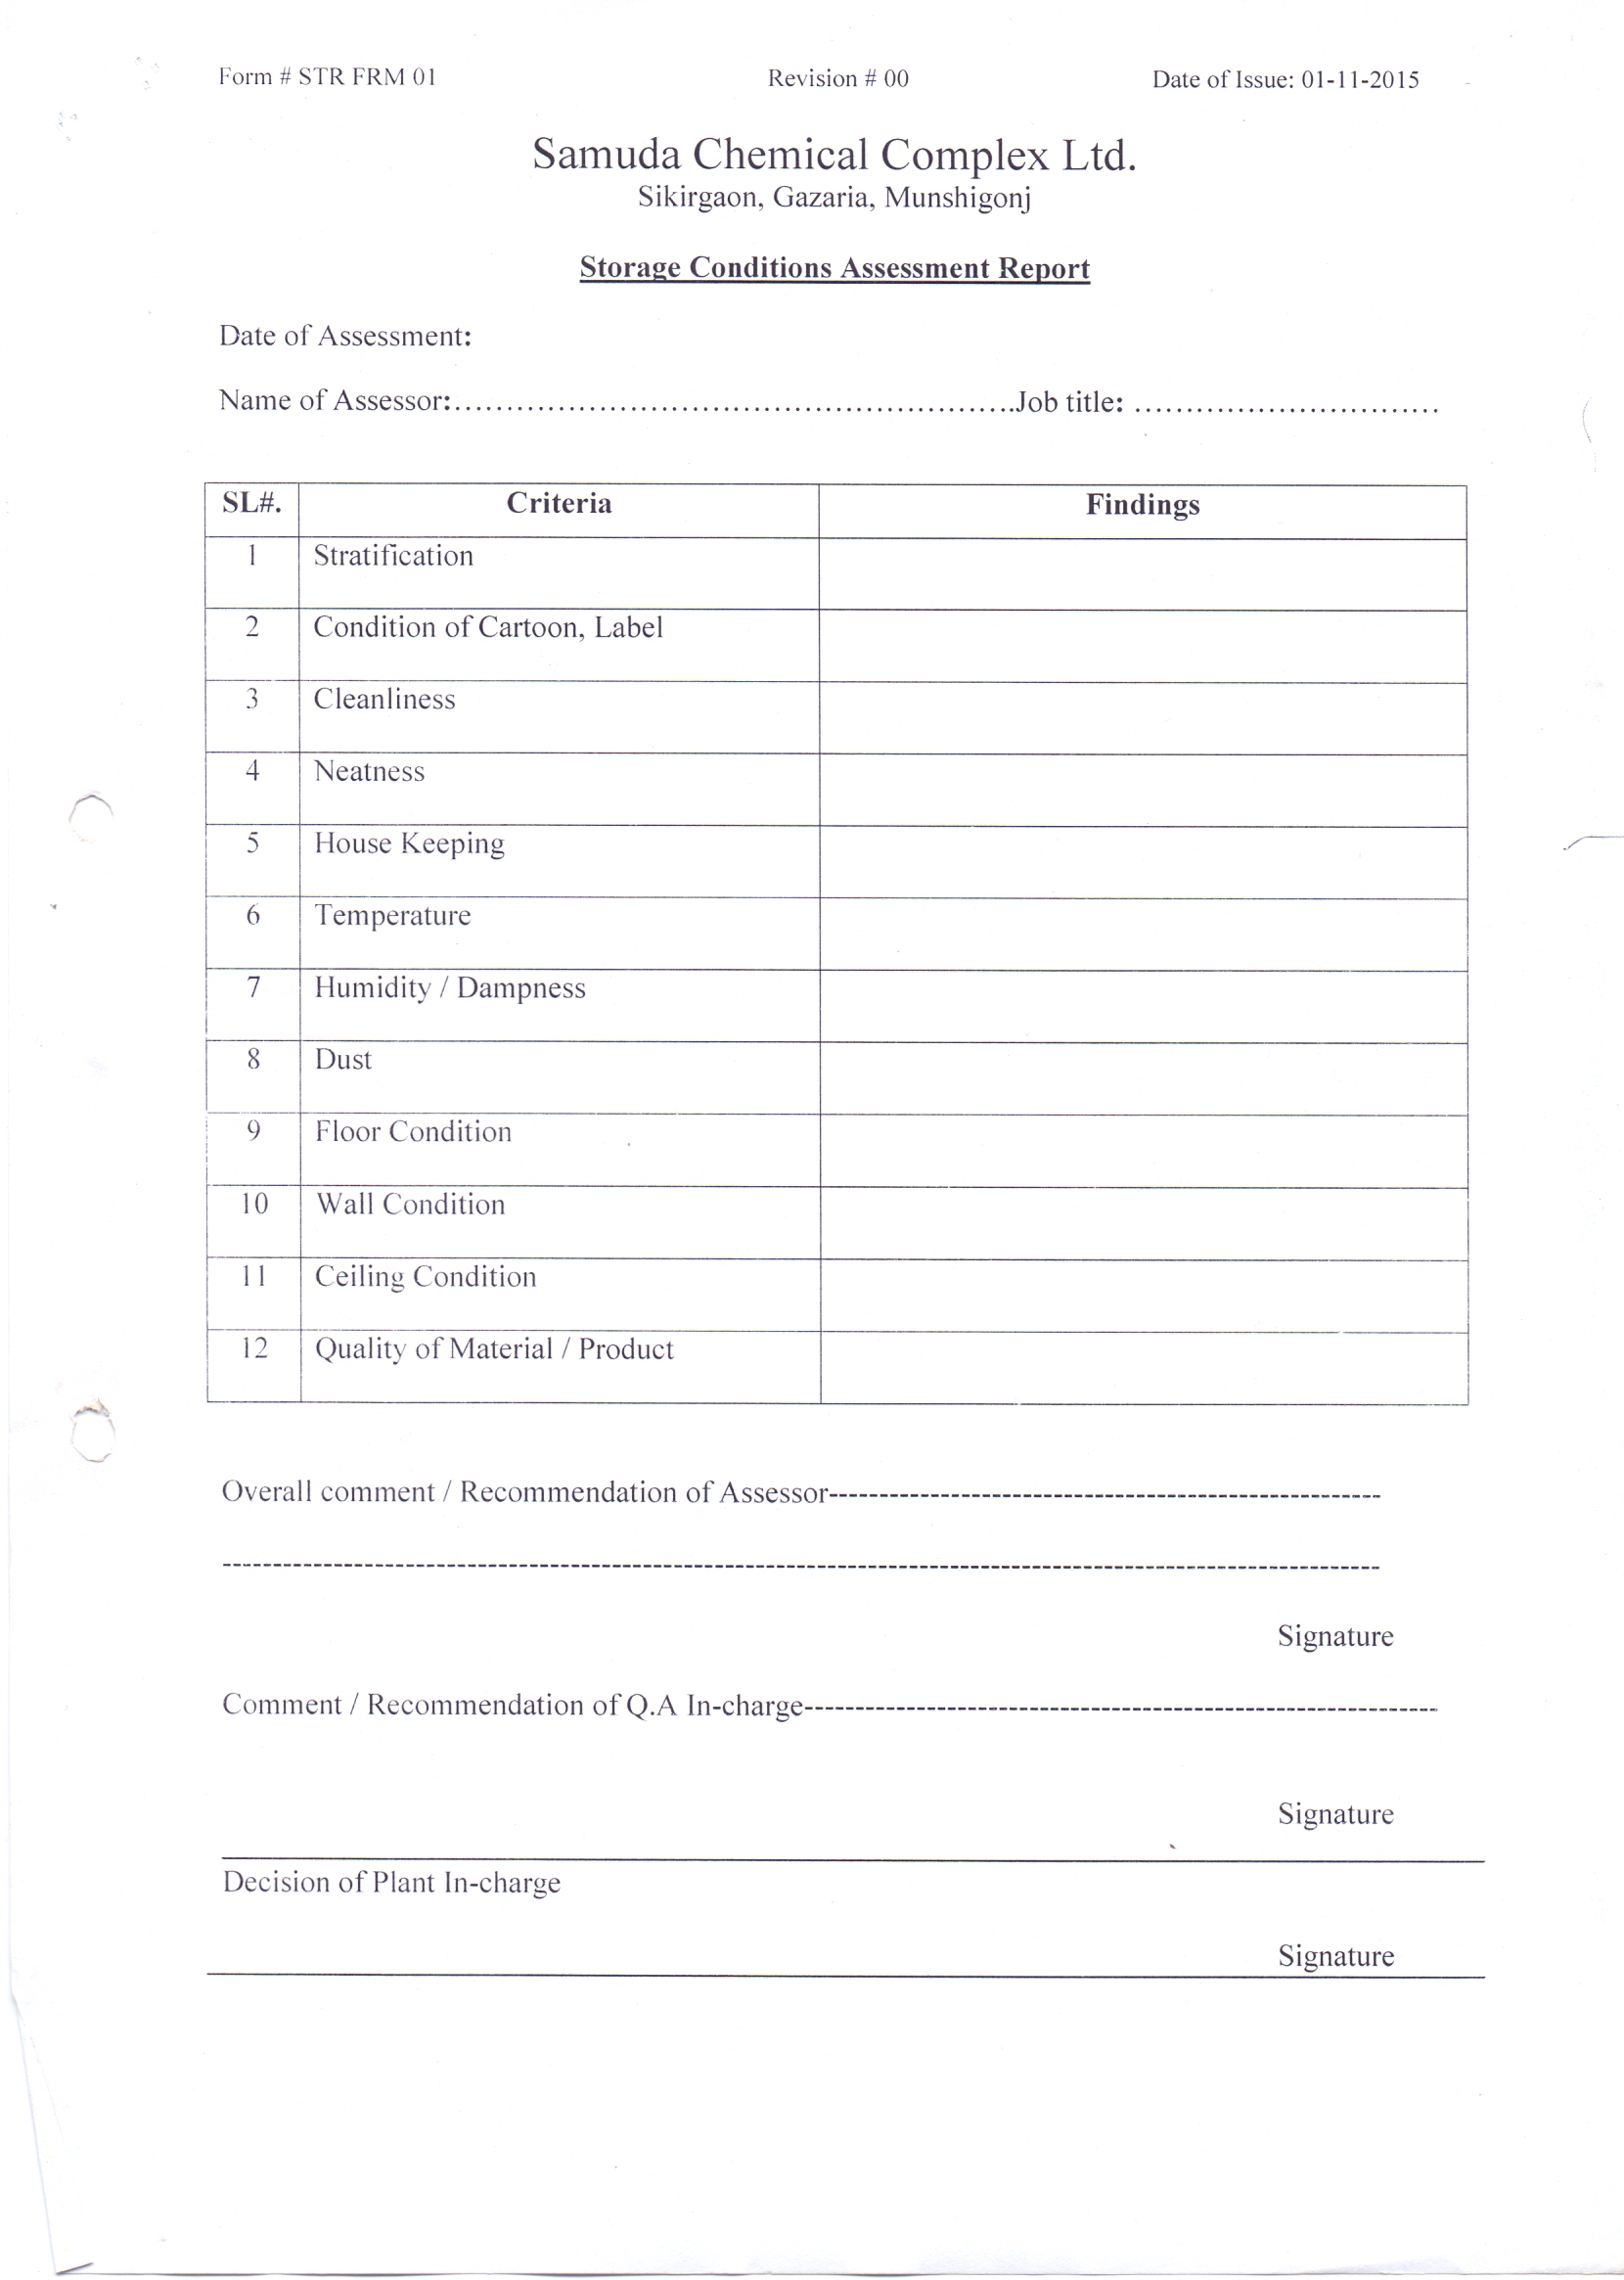 Form # STR FRM 01 Revision # 00 Date of Issue: 01-11-2015
Samuda Chemical Complex Ltd.
Sikirgaon, Gazaria, Munshigonj
Storage Conditions Assessment Report
Date of Assessment:
Name of Assessor:..........................................................Job title: ..............................
SL#. Criteria Findings
1 Stratification
2 Condition of Cartoon, Label
3 Cleanliness
4 Neatness
5 House Keeping
6 Temperature
7 Humidity / Dampness
8 Dust
9 Floor Condition
10 Wall Condition
11 Ceiling Condition
12 Quality of Material / Product
Overall comment / Recommendation of Assessor-------------------------------------------------------
Signature
Comment / Recommendation of Q.A In-charge---------------------------------------------------------------
Signature
Decision of Plant In-charge
Signature